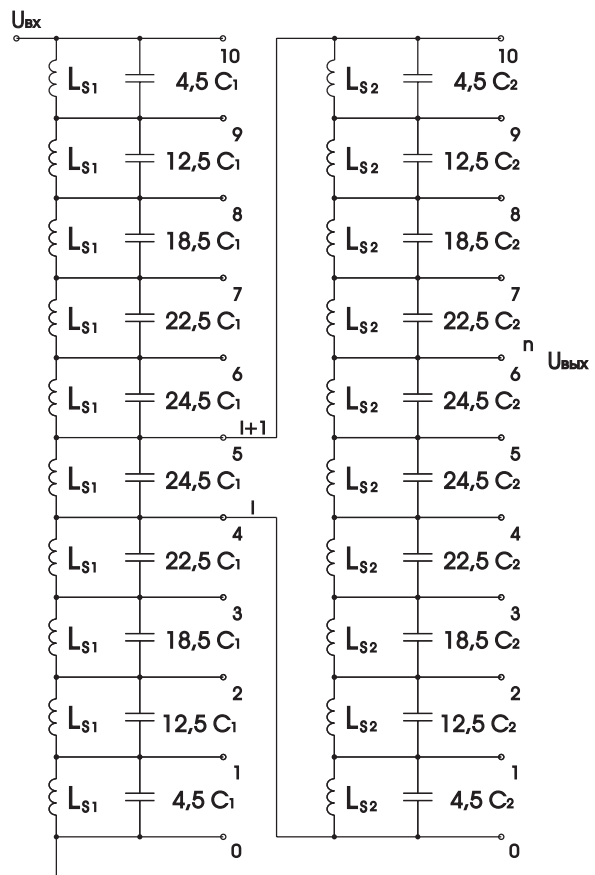 Uвх
10 10
LS1 4,5 C1 LS2 4,5 C2
9 9
LS1 12,5 C1 LS2 12,5 C2
8 8
LS1 18,5 C1 LS2 18,5 C2
7 7
LS1 22,5 C1 LS2 22,5 C2
n Uвых
6 6
LS1 24,5 C1 LS2 24,5 C2
I+1
5 5
LS1 24,5 C1 LS2 24,5 C2
I
4 4
LS1 22,5 C1 LS2 22,5 C2
3 3
LS1 18,5 C1 LS2 18,5 C2
2 2
LS1 12,5 C1 LS2 12,5 C2
1 1
LS1 4,5 C1 LS2 4,5 C2
0 0